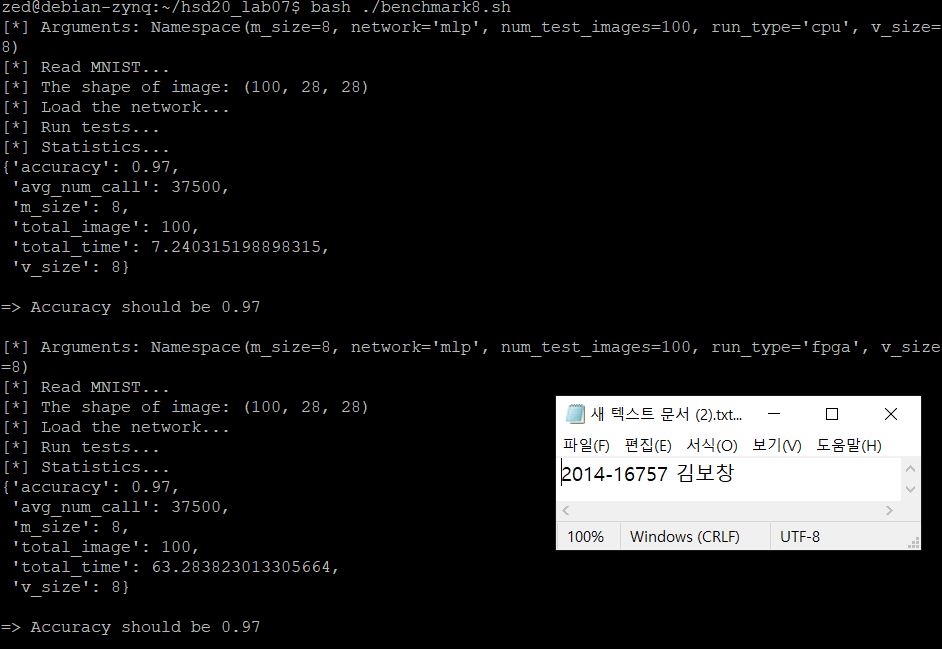 zed@debian-zynq:~/hsd20_lab07$ bash ./benchmark8.sh
[*] Arguments: Namespace(m_size=8, network='mlp', num_test_images=100, run_type='cpu', v_size=
8)
[*] Read MNIST...
[*] The shape of image: (100, 28, 28)
[*] Load the network...
[*] Run tests...
[*] Statistics...
{'accuracy': 0.97,
 'avg_num_call': 37500,
 'm_size': 8,
 'total_image': 100,
 'total_time': 7.240315198898315,
 'v_size': 8}
=> Accuracy should be 0.97
[*] Arguments: Namespace(m_size=8, network='mlp', num_test_images=100, run_type='fpga', v_size
=8)
[*] Read MNIST...
[*] The shape of image: (100, 28, 28)
[*] Load the network...
[*] Run tests...
[*] Statistics...
{'accuracy': 0.97,
 'avg_num_call': 37500,
 'm_size': 8,
 'total_image': 100,
 'total_time': 63.283823013305664,
 'v_size': 8}
=> Accuracy should be 0.97
새 텍스트 문서 (2).txt...
파일(F) 편집(E) 서식(O) 보기(V) 도움말(H)
2014-16757 김보창
100% Windows (CRLF) UTF-8